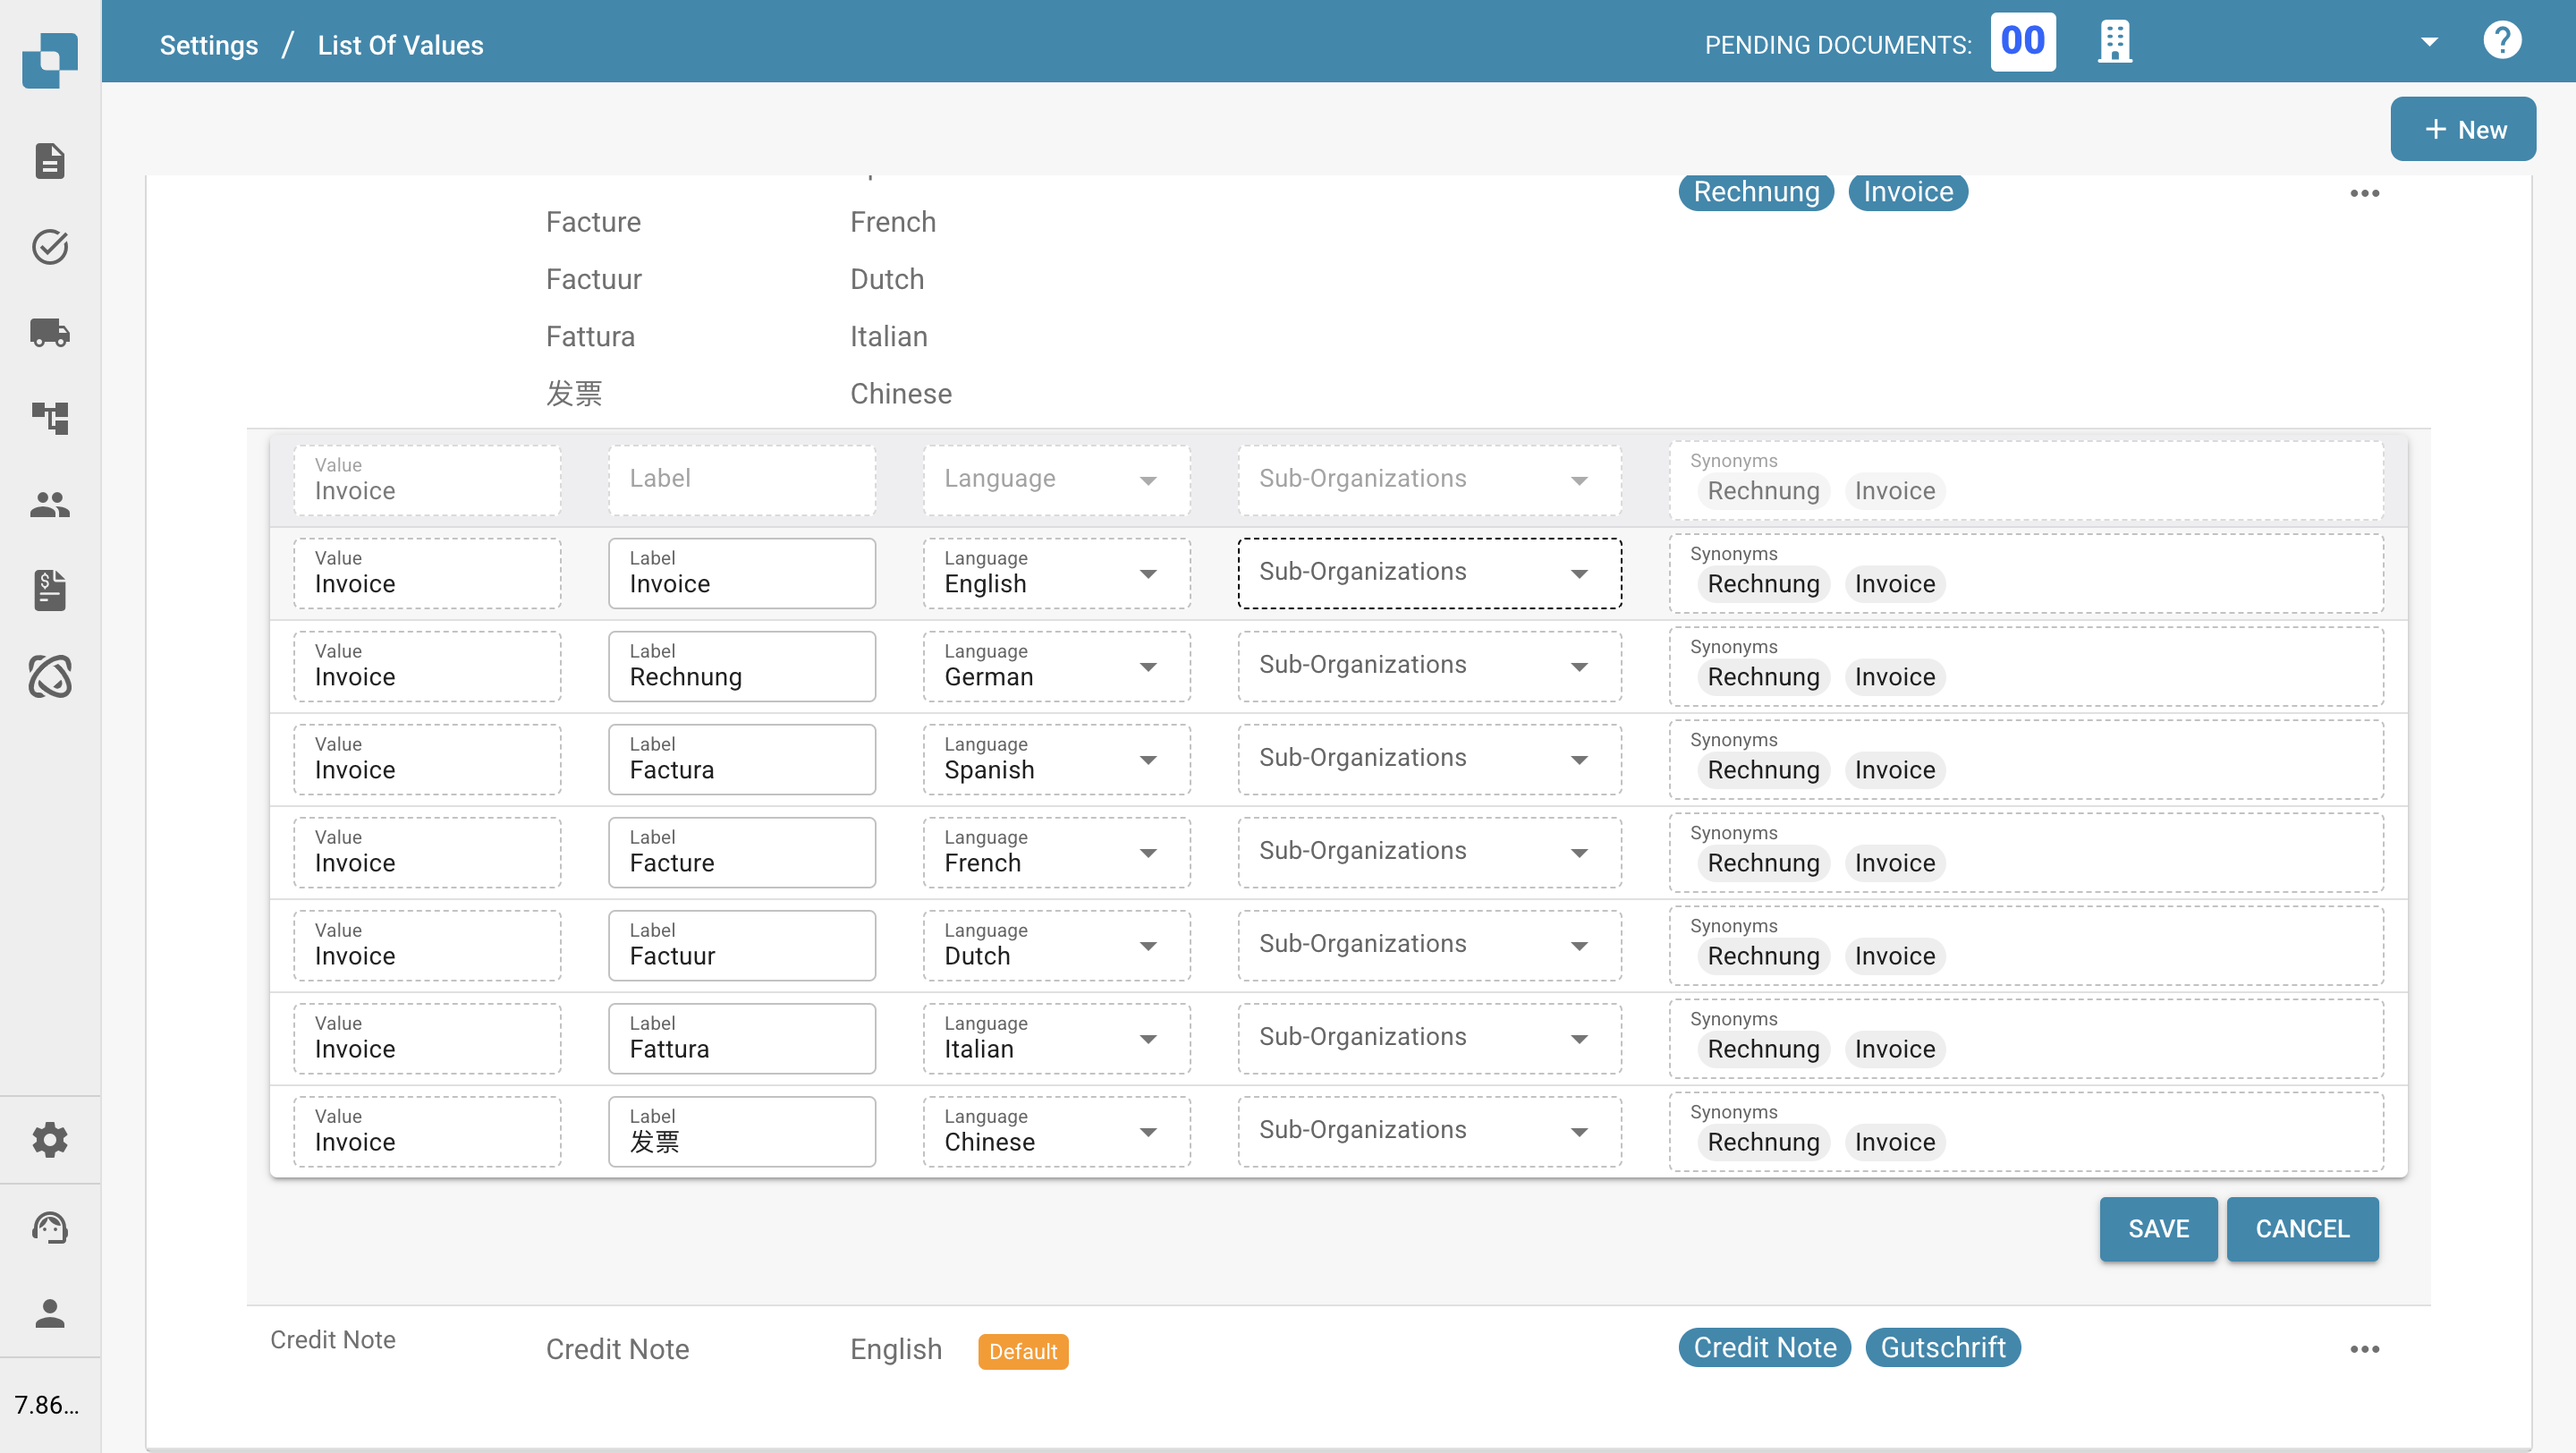 Settings / List Of Values
PENDING DOCUMENTS: 00
+ New
Rechnung Invoice
Facture French
Factuur Dutch
Fattura Italian
发票 Chinese
Value Invoice Label Language Sub-Organizations Synonyms Rechnung Invoice
Value Invoice Label Invoice Language English Sub-Organizations Synonyms Rechnung Invoice
Value Invoice Label Rechnung Language German Sub-Organizations Synonyms Rechnung Invoice
Value Invoice Label Factura Language Spanish Sub-Organizations Synonyms Rechnung Invoice
Value Invoice Label Facture Language French Sub-Organizations Synonyms Rechnung Invoice
Value Invoice Label Factuur Language Dutch Sub-Organizations Synonyms Rechnung Invoice
Value Invoice Label Fattura Language Italian Sub-Organizations Synonyms Rechnung Invoice
Value Invoice Label 发票 Language Chinese Sub-Organizations Synonyms Rechnung Invoice
SAVE CANCEL
Credit Note Credit Note English Default Credit Note Gutschrift
7.86...